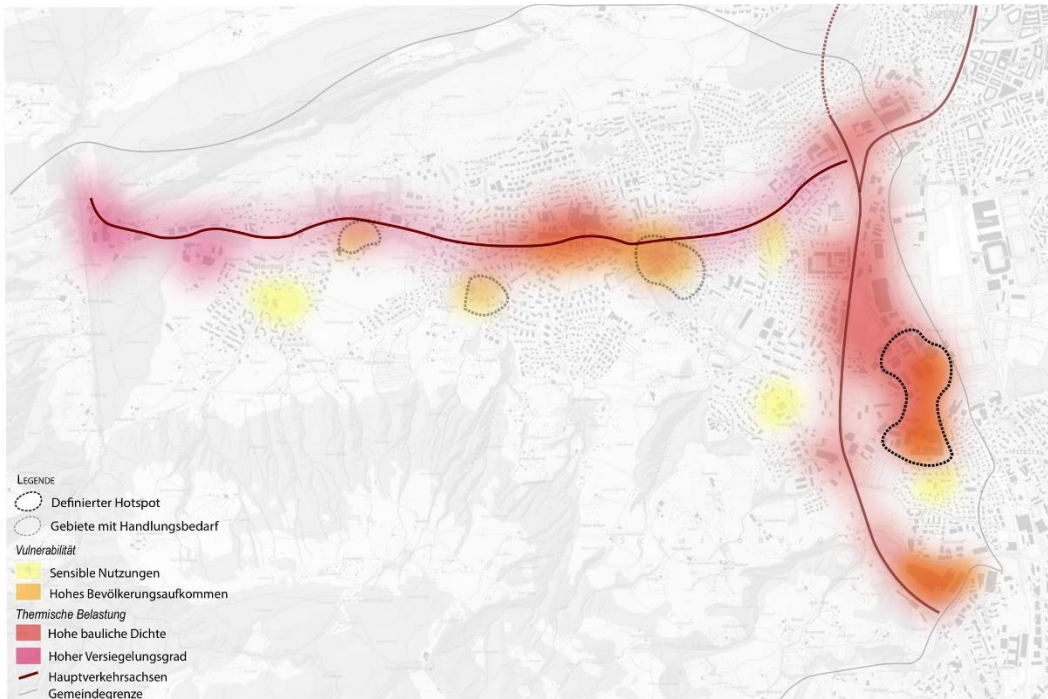 LEGENDE
Definierter Hotspot
Gebiete mit Handlungsbedarf
Vulnerabilität
Sensible Nutzungen
Hohes Bevölkerungsaufkommen
Thermische Belastung
Hohe bauliche Dichte
Hoher Versiegelungsgrad
Hauptverkehrsachsen
Gemeindegrenze